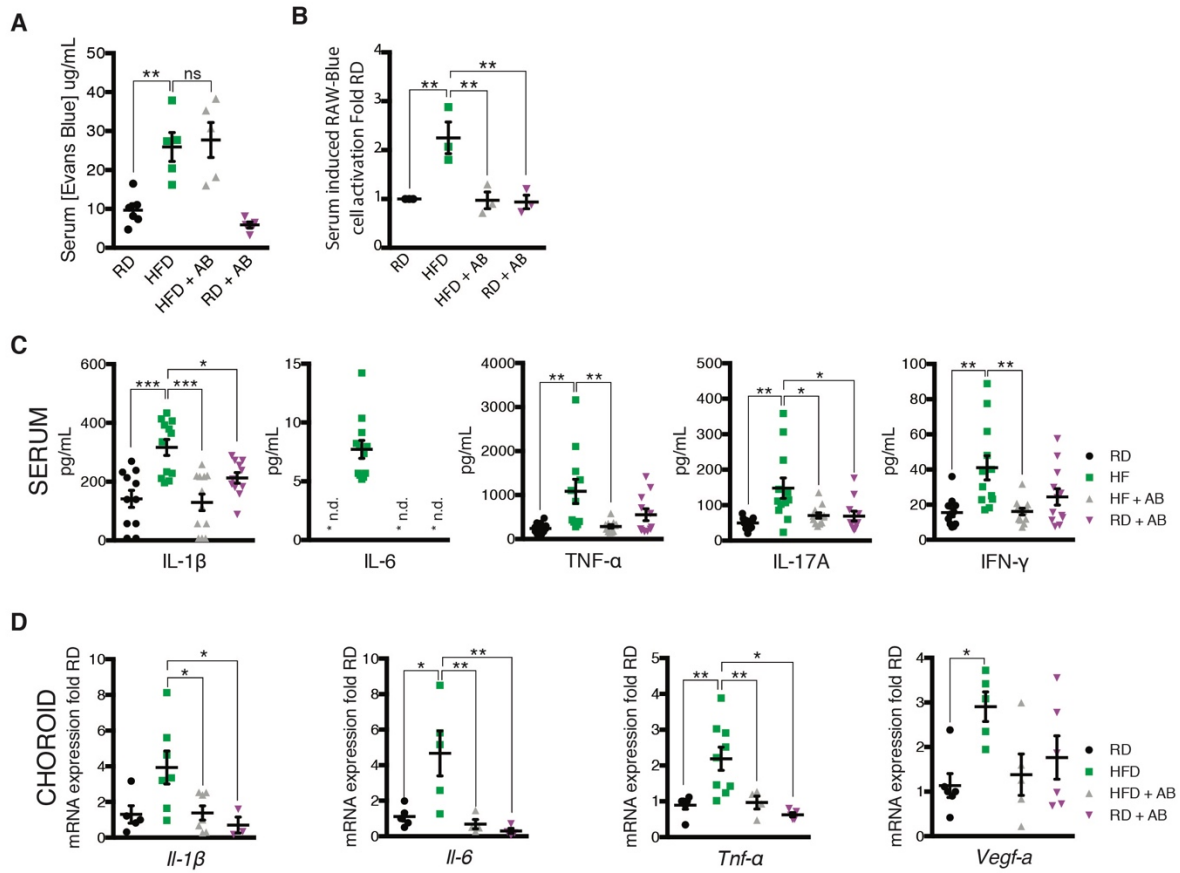 A
Serum [Evans Blue] ug/mL
50
40
30
20
10
0
**
ns
RD
HFD
HFD + AB
RD + AB
B
Serum induced RAW-Blue
cell activation Fold RD
4
3
2
1
0
**
**
**
RD
HFD
HFD + AB
RD + AB
C
SERUM
pg/mL
600
400
200
0
***
***
*
IL-1β
pg/mL
15
10
5
0
* n.d.
* n.d.
* n.d.
IL-6
pg/mL
4000
3000
2000
1000
0
**
**
TNF-α
pg/mL
500
400
300
200
100
0
**
*
*
IL-17A
pg/mL
100
80
60
40
20
0
**
**
IFN-γ
RD
HF
HF + AB
RD + AB
D
CHOROID
mRNA expression fold RD
10
8
6
4
2
0
*
*
Il-1β
mRNA expression fold RD
10
8
6
4
2
0
*
**
**
Il-6
mRNA expression fold RD
5
4
3
2
1
0
**
**
*
Tnf-α
mRNA expression fold RD
4
3
2
1
0
*
Vegf-a
RD
HFD
HFD + AB
RD + AB